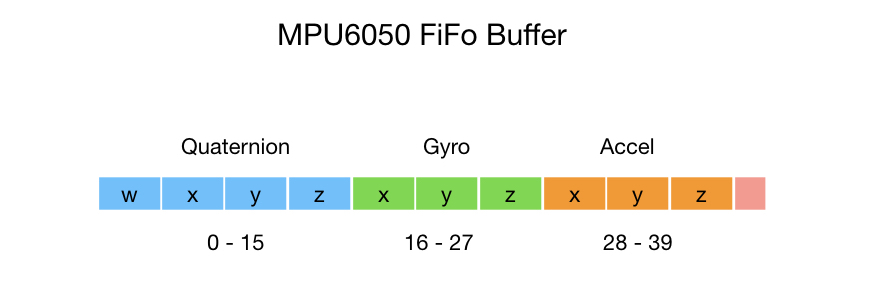 MPU6050 FiFo Buffer
Quaternion Gyro Accel
w x y z x y z x y z
0 - 15 16 - 27 28 - 39